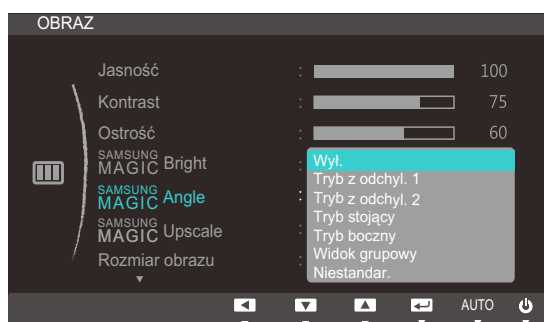 OBRAZ
Jasność : 100
Kontrast : 75
Ostrość : 60
SAMSUNG MAGIC Bright :
SAMSUNG MAGIC Angle :
SAMSUNG MAGIC Upscale :
Rozmiar obrazu :
Wył.
Tryb z odchyl. 1
Tryb z odchyl. 2
Tryb stojący
Tryb boczny
Widok grupowy
Niestandar.
AUTO